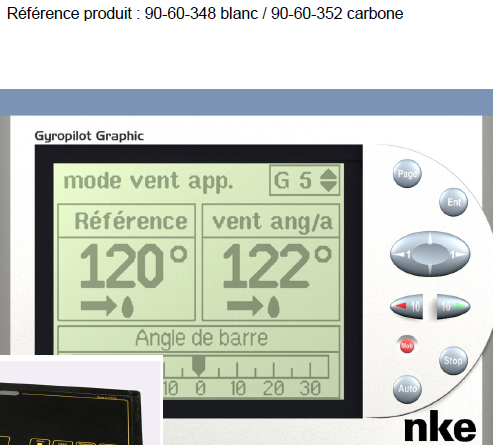 Référence produit : 90-60-348 blanc / 90-60-352 carbone
Gyropilot Graphic
mode vent app. G 5
Référence vent ang/a
120° 122°
Angle de barre
10 0 10 20 30
Page
Ent
1 1
10 10
Mob
Stop
Auto
nke